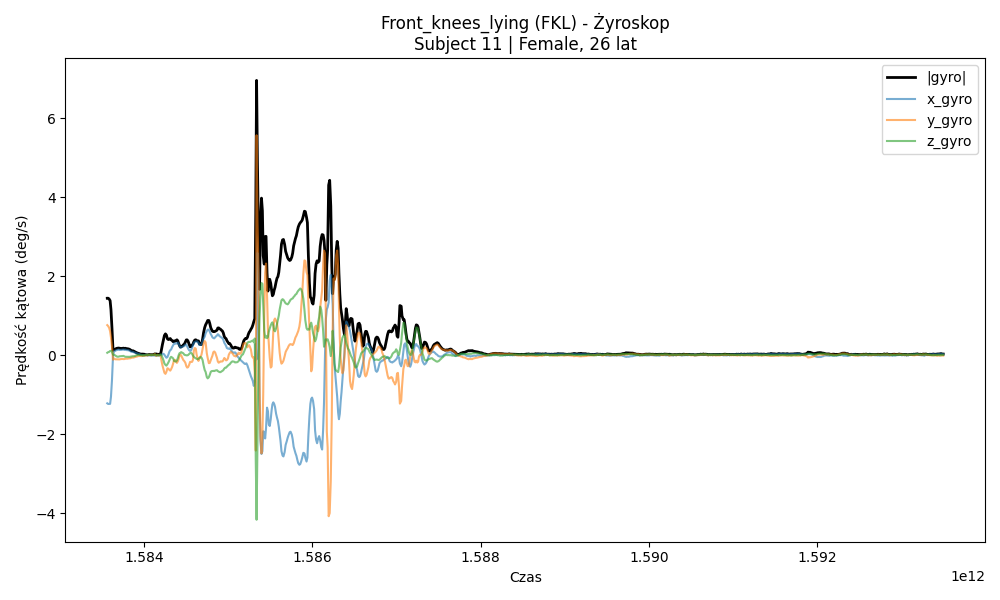 Front_knees_lying (FKL) - Żyroskop
Subject 11 | Female, 26 lat
|gyro|
x_gyro
y_gyro
z_gyro
Prędkość kątowa (deg/s)
6
4
2
0
−2
−4
1.584 1.586 1.588 1.590 1.592
1e12
Czas